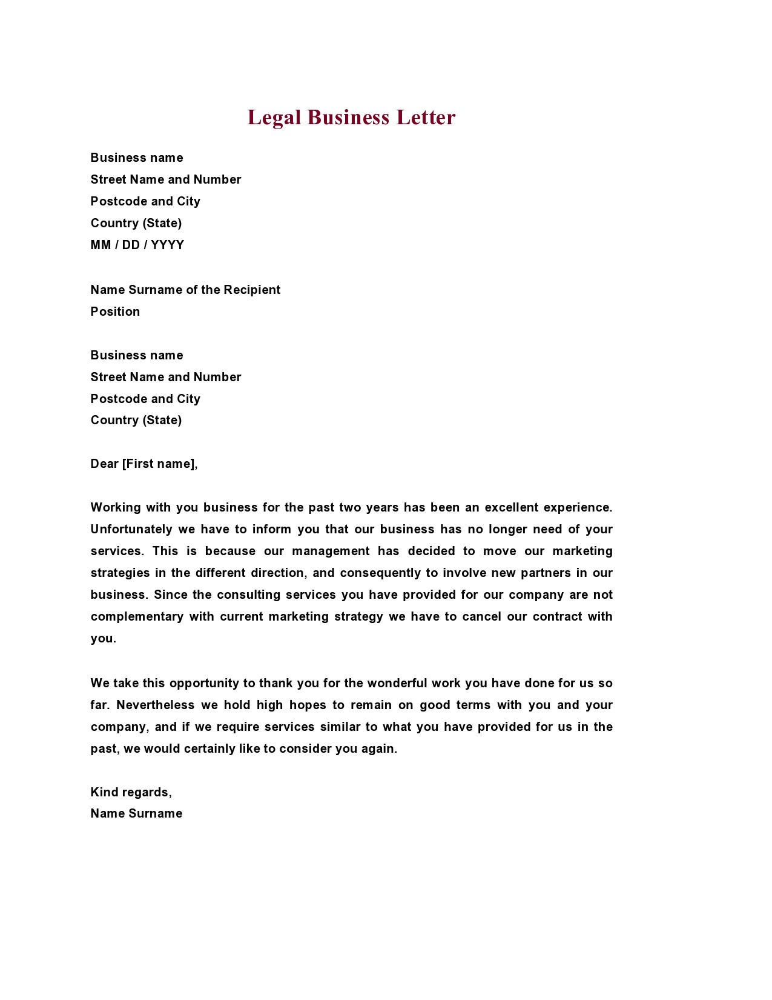 Legal Business Letter
Business name
Street Name and Number
Postcode and City
Country (State)
MM / DD / YYYY
Name Surname of the Recipient
Position
Business name
Street Name and Number
Postcode and City
Country (State)
Dear [First name],
Working with you business for the past two years has been an excellent experience.
Unfortunately we have to inform you that our business has no longer need of your
services. This is because our management has decided to move our marketing
strategies in the different direction, and consequently to involve new partners in our
business. Since the consulting services you have provided for our company are not
complementary with current marketing strategy we have to cancel our contract with
you.
We take this opportunity to thank you for the wonderful work you have done for us so
far. Nevertheless we hold high hopes to remain on good terms with you and your
company, and if we require services similar to what you have provided for us in the
past, we would certainly like to consider you again.
Kind regards,
Name Surname